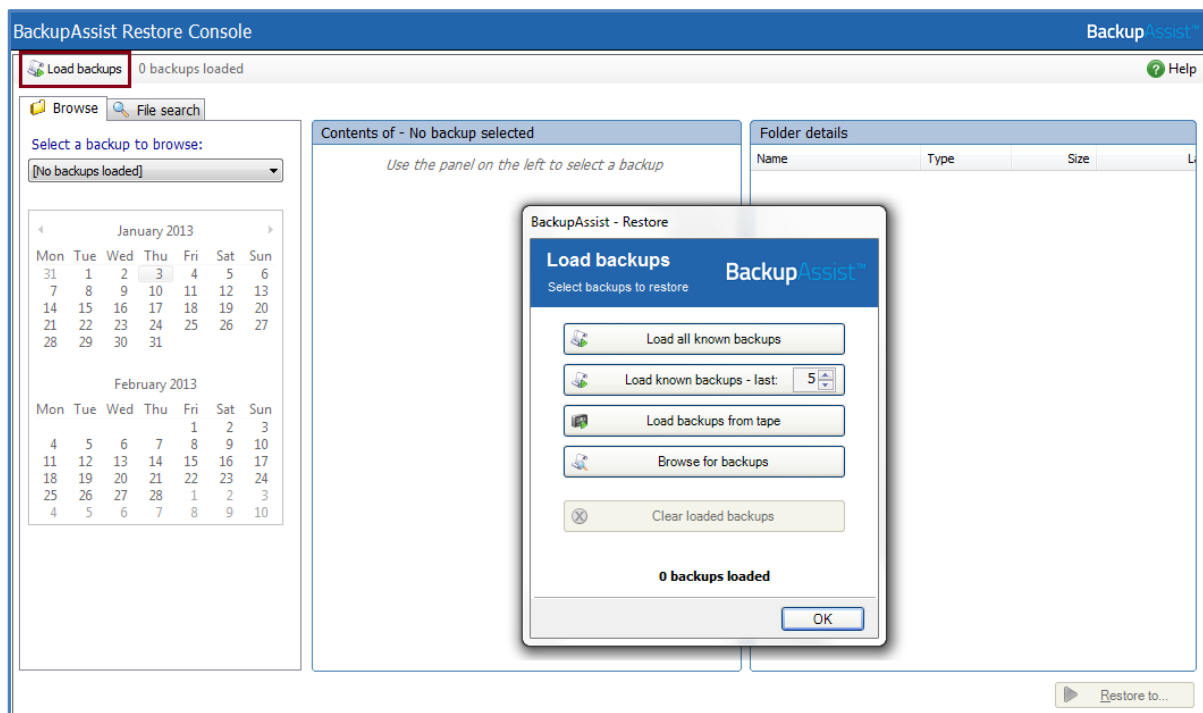 BackupAssist Restore Console
BackupAssist™
Load backups 0 backups loaded
Help
Browse File search
Select a backup to browse:
[No backups loaded]
January 2013
Mon Tue Wed Thu Fri Sat Sun
31 1 2 3 4 5 6
7 8 9 10 11 12 13
14 15 16 17 18 19 20
21 22 23 24 25 26 27
28 29 30 31
February 2013
Mon Tue Wed Thu Fri Sat Sun
1 2 3
4 5 6 7 8 9 10
11 12 13 14 15 16 17
18 19 20 21 22 23 24
25 26 27 28 1 2 3
4 5 6 7 8 9 10
Contents of - No backup selected
Use the panel on the left to select a backup
Folder details
Name Type Size
BackupAssist - Restore
Load backups
Select backups to restore
BackupAssist™
Load all known backups
Load known backups - last: 5
Load backups from tape
Browse for backups
Clear loaded backups
0 backups loaded
OK
Restore to...